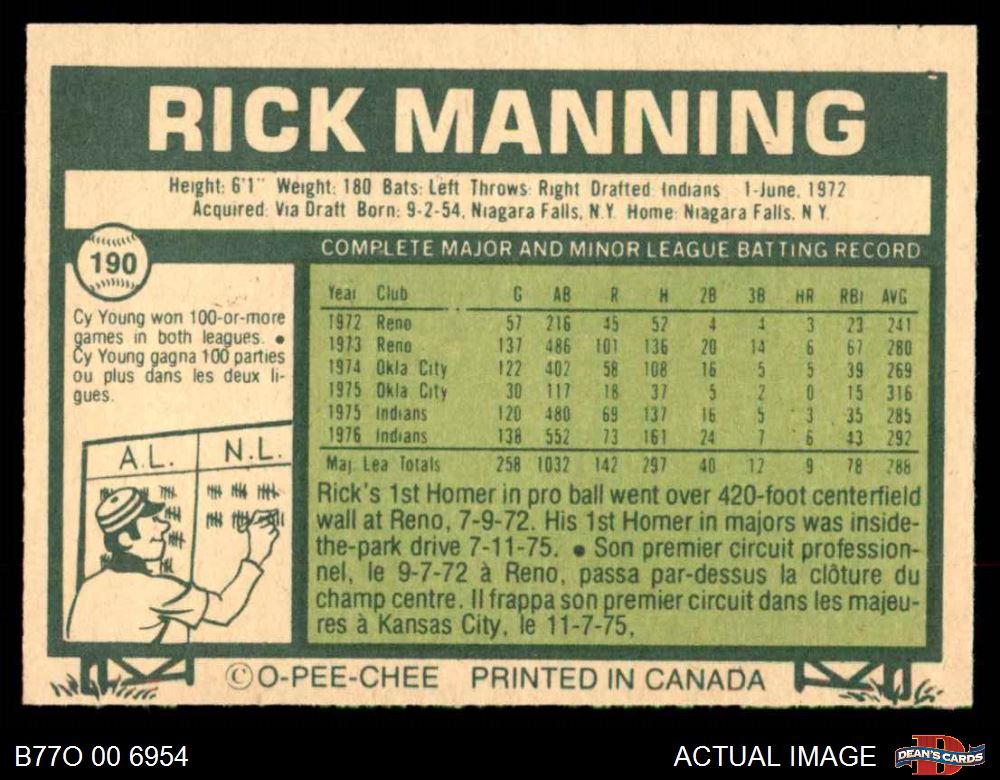 RICK MANNING
Height: 6'1" Weight: 180 Bats: Left Throws: Right Drafted: Indians 1-June, 1972
Acquired: Via Draft Born: 9-2-54, Niagara Falls, N.Y. Home: Niagara Falls, N.Y.
190
COMPLETE MAJOR AND MINOR LEAGUE BATTING RECORD
Cy Young won 100-or-more
games in both leagues. ●
Cy Young gagna 100 parties
ou plus dans les deux li-
gues.
A.L. N.L.
Year Club G AB R H 2B 3B HR RBI AVG
1972 Reno 57 216 45 52 4 4 3 23 241
1973 Reno 137 486 101 136 20 14 6 67 280
1974 Okla City 122 402 58 108 16 5 5 39 269
1975 Okla City 30 117 18 37 5 2 0 15 316
1975 Indians 120 480 69 137 16 5 3 35 285
1976 Indians 138 552 73 161 24 7 6 43 292
Maj. Lea Totals 258 1032 142 297 40 12 9 78 288
Rick's 1st Homer in pro ball went over 420-foot centerfield
wall at Reno, 7-9-72. His 1st Homer in majors was inside-
the-park drive 7-11-75. ● Son premier circuit profession-
nel, le 9-7-72 à Reno, passa par-dessus la clôture du
champ centre. Il frappa son premier circuit dans les majeu-
res à Kansas City, le 11-7-75,
©O-PEE-CHEE PRINTED IN CANADA
B77O 00 6954
ACTUAL IMAGE
DEAN'S CARDS